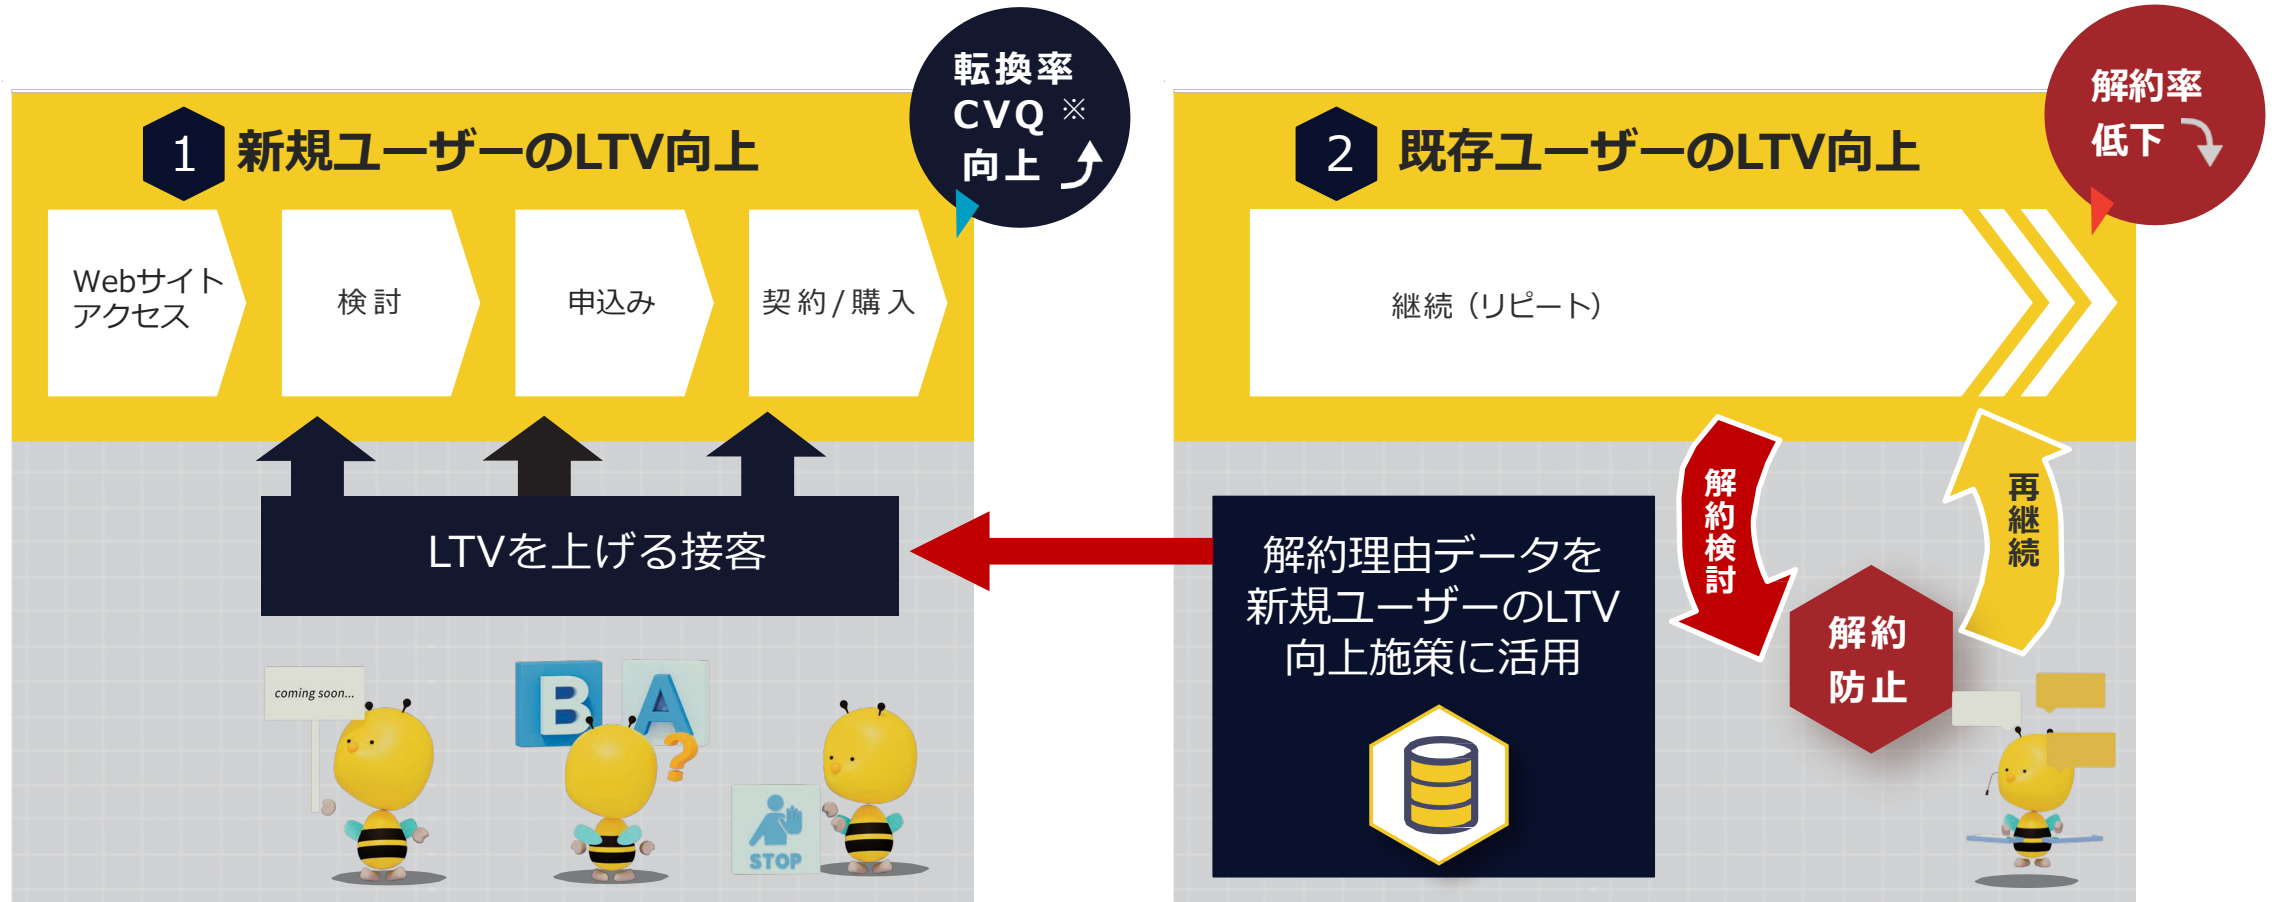 1 新規ユーザーのLTV向上
転換率
CVQ ※
向上
Webサイト
アクセス
検討
申込み
契約/購入
LTVを上げる接客
coming soon...
B A
?
STOP
2 既存ユーザーのLTV向上
解約率
低下
継続（リピート）
解約検討
再継続
解約
防止
解約理由データを
新規ユーザーのLTV
向上施策に活用